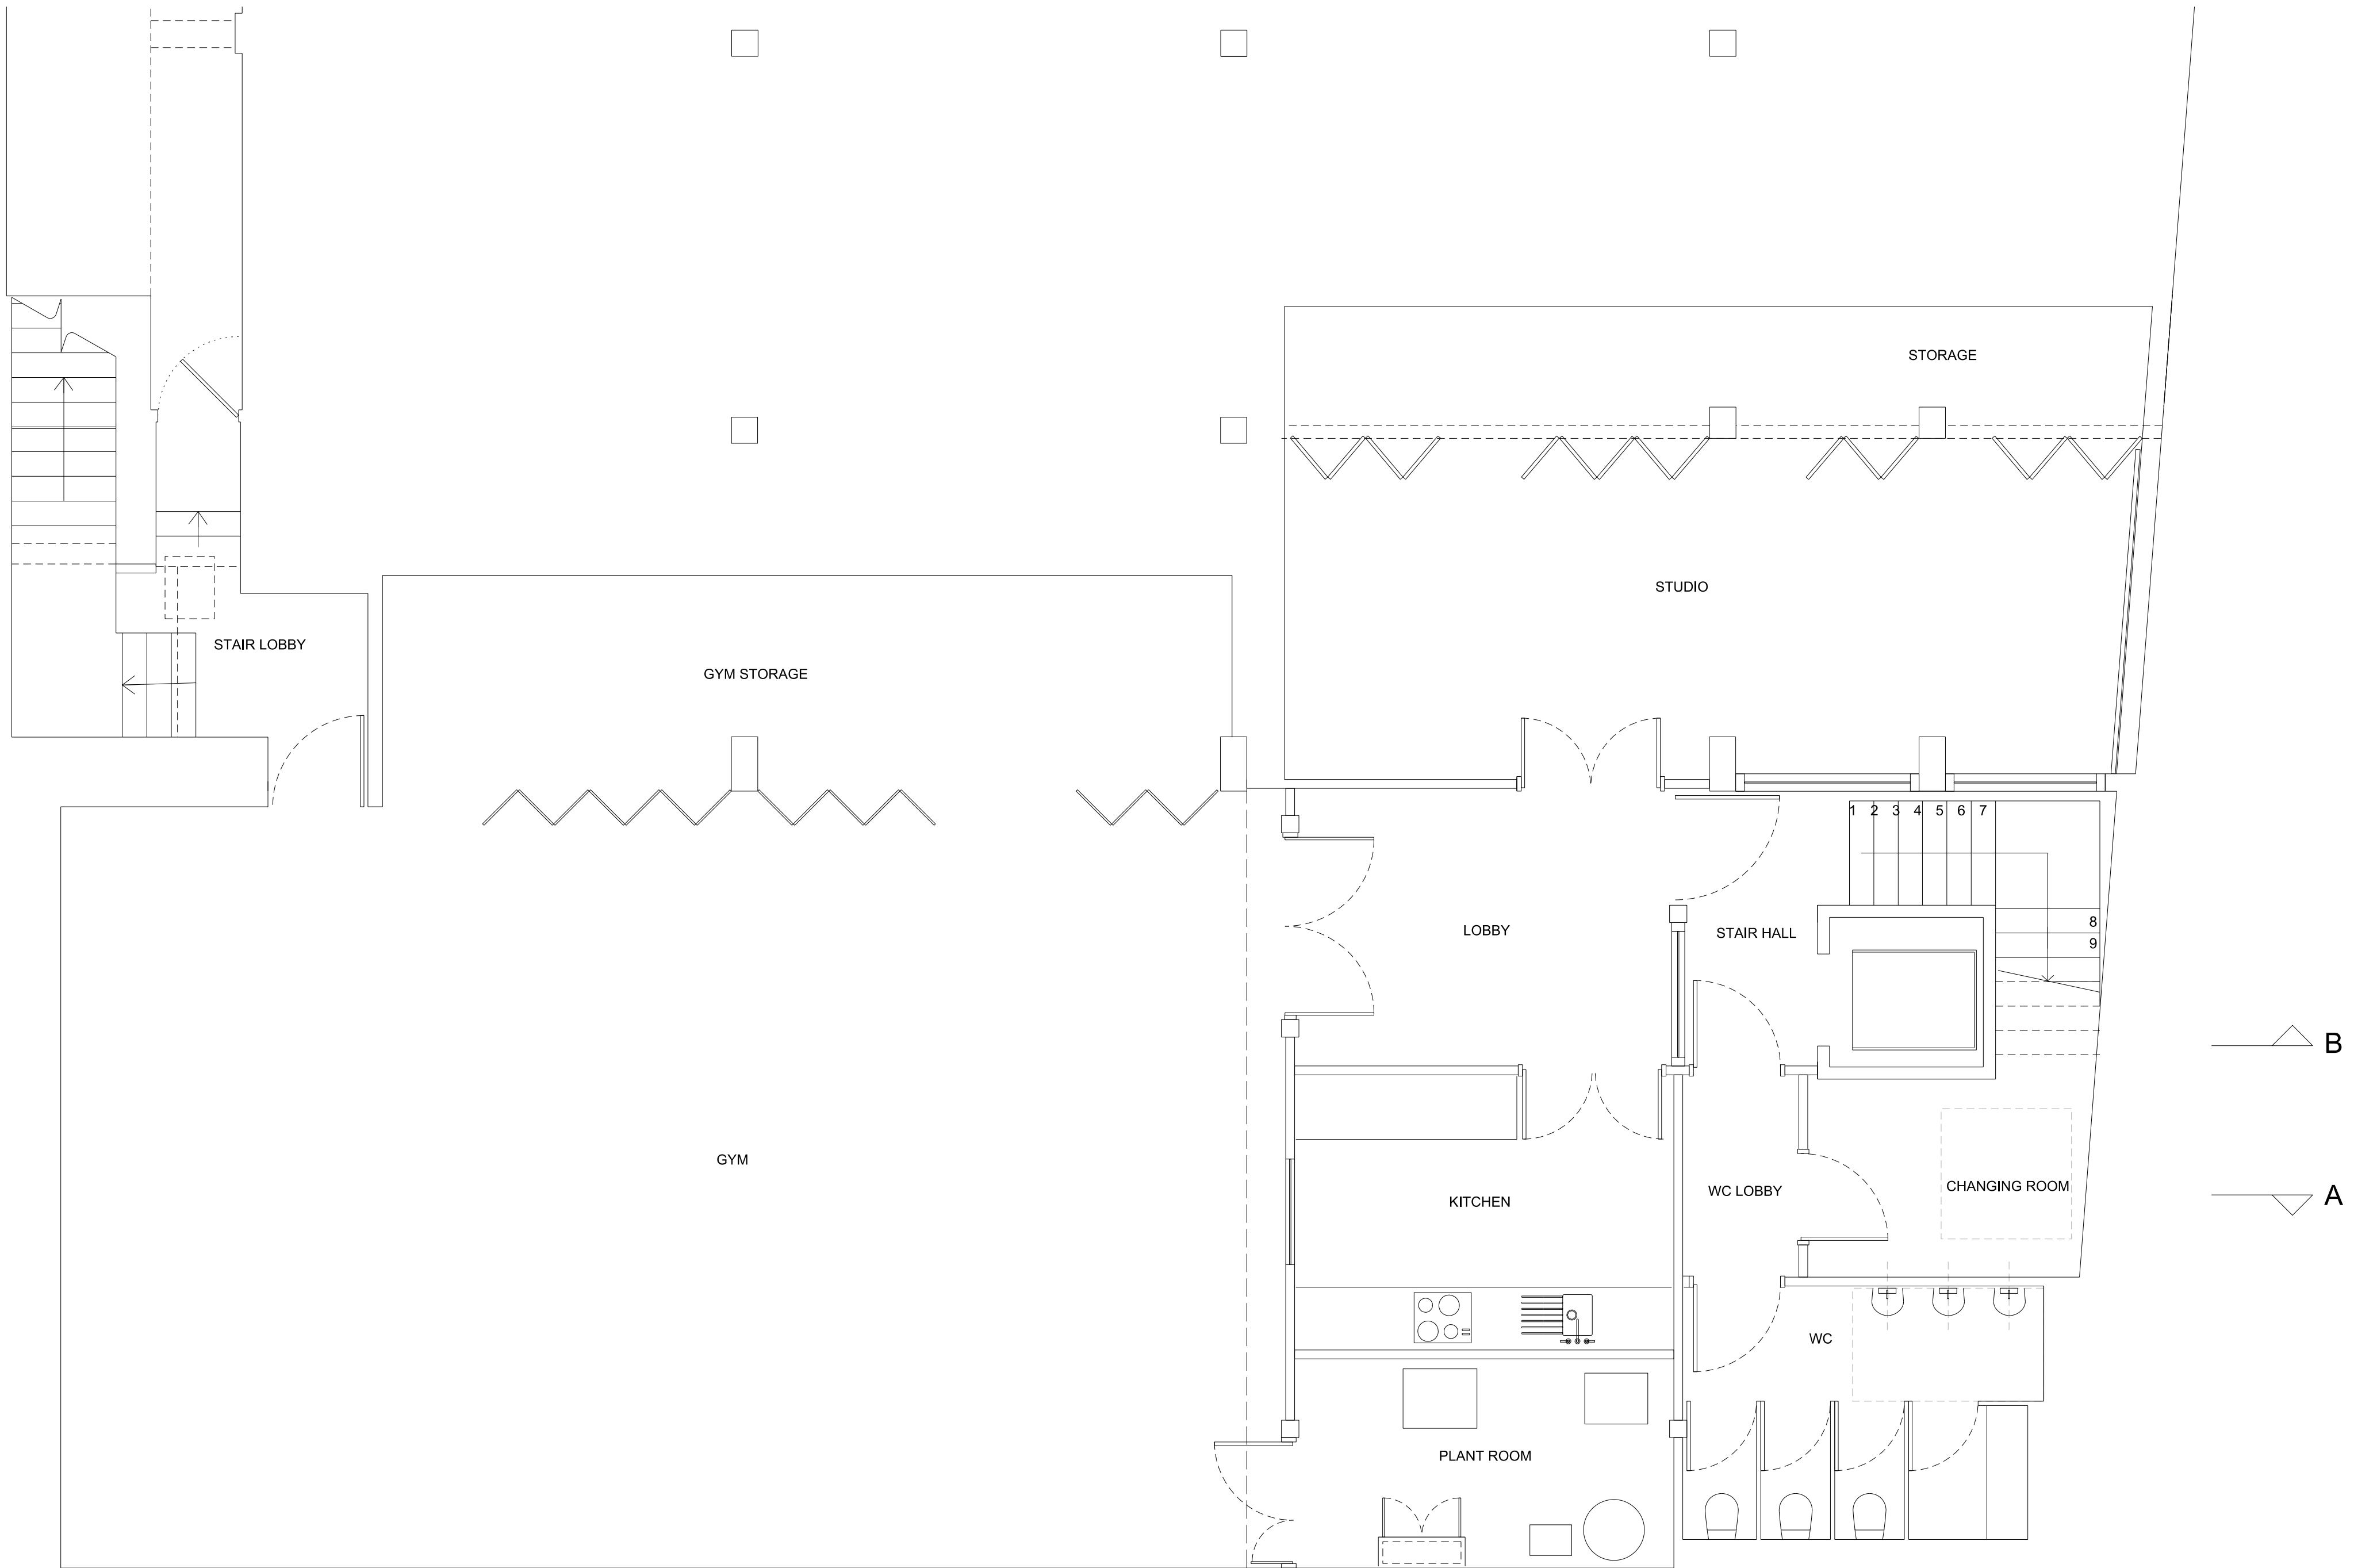 STORAGE
STUDIO
STAIR LOBBY
GYM STORAGE
1 2 3 4 5 6 7
8
9
LOBBY
STAIR HALL
B
GYM
KITCHEN
WC LOBBY
CHANGING ROOM
A
WC
PLANT ROOM